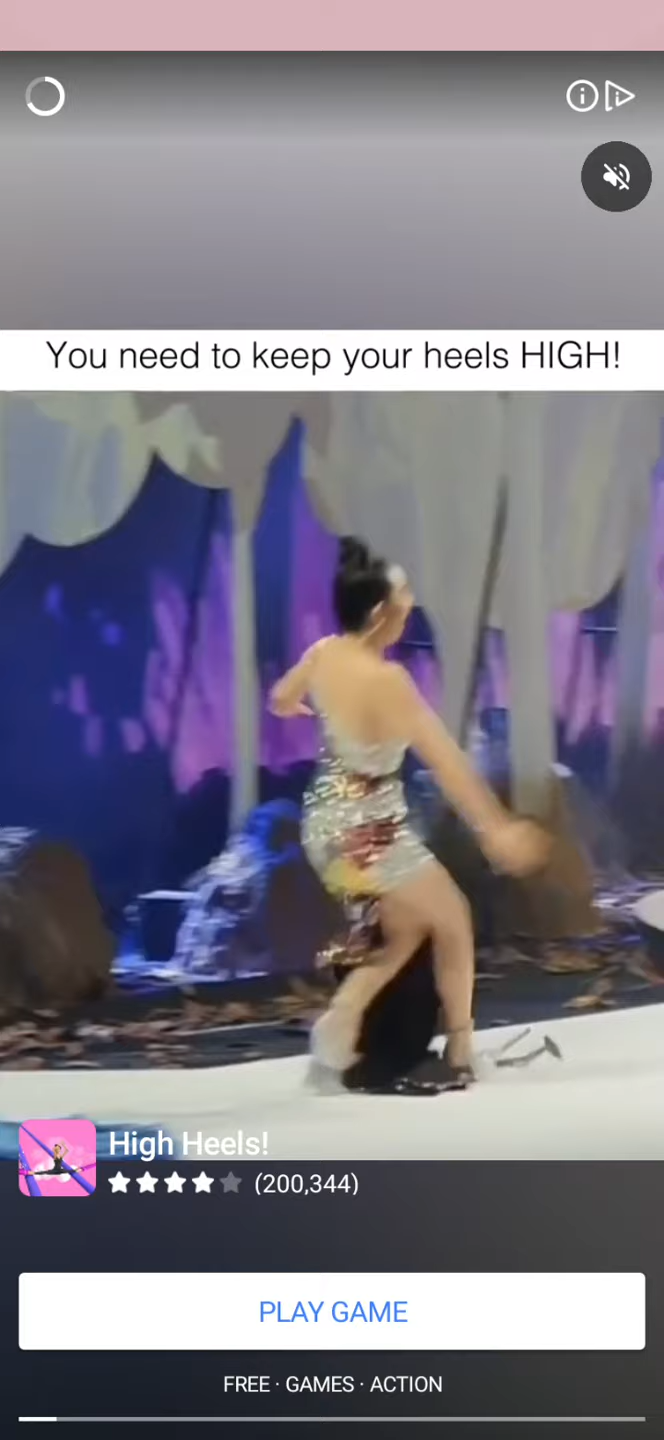 You need to keep your heels HIGH!
High Heels!
(200,344)
PLAY GAME
FREE · GAMES · ACTION